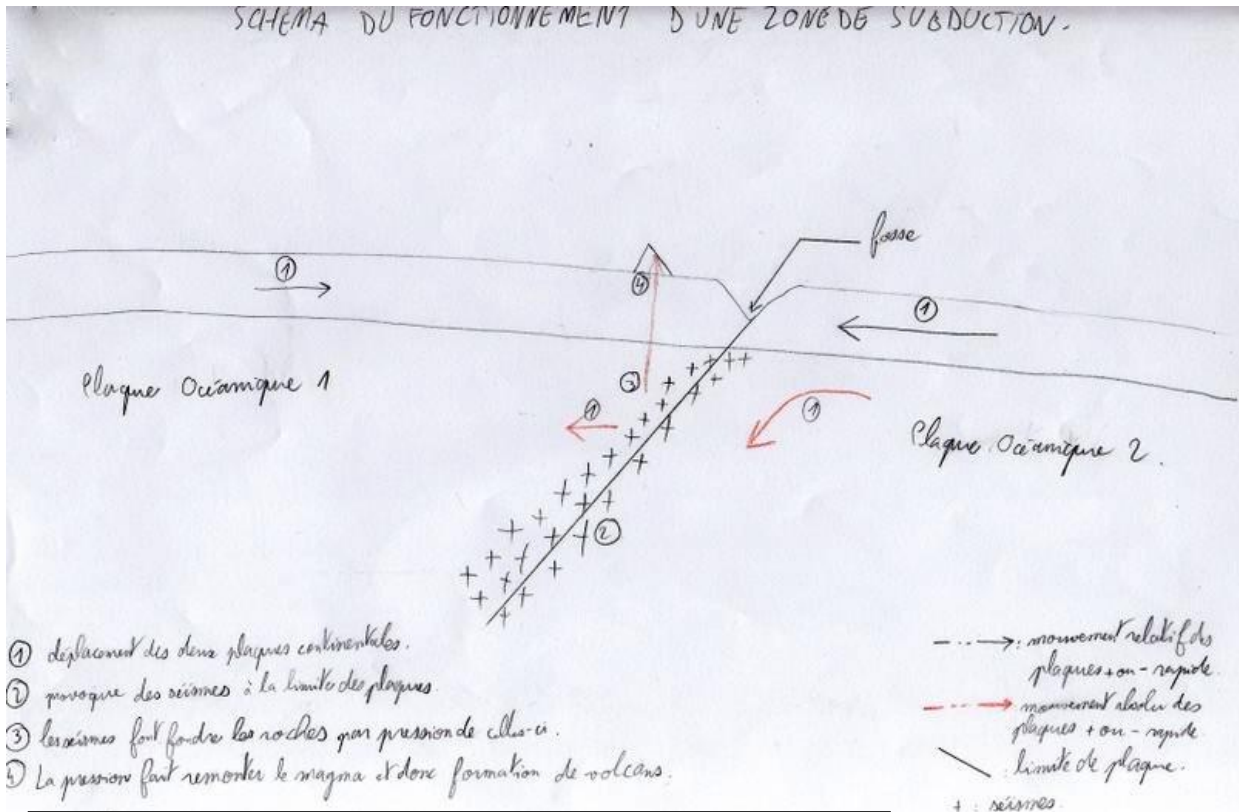 SCHEMA DU FONCTIONNEMENT D'UNE ZONE DE SUBDUCTION.
fosse
①
④
①
Plaque Océanique 1
③
①
①
Plaque Océanique 2.
②
① déplacement des deux plaques continentales.
② provoque des séismes à la limite des plaques.
③ les séismes font fondre les roches par pression de celles-ci.
④ La pression fait remonter le magma et donc formation de volcans.
: mouvement relatif des
plaques + ou - rapide.
: mouvement absolu des
plaques + ou - rapide
: limite de plaque.
+ : séismes.